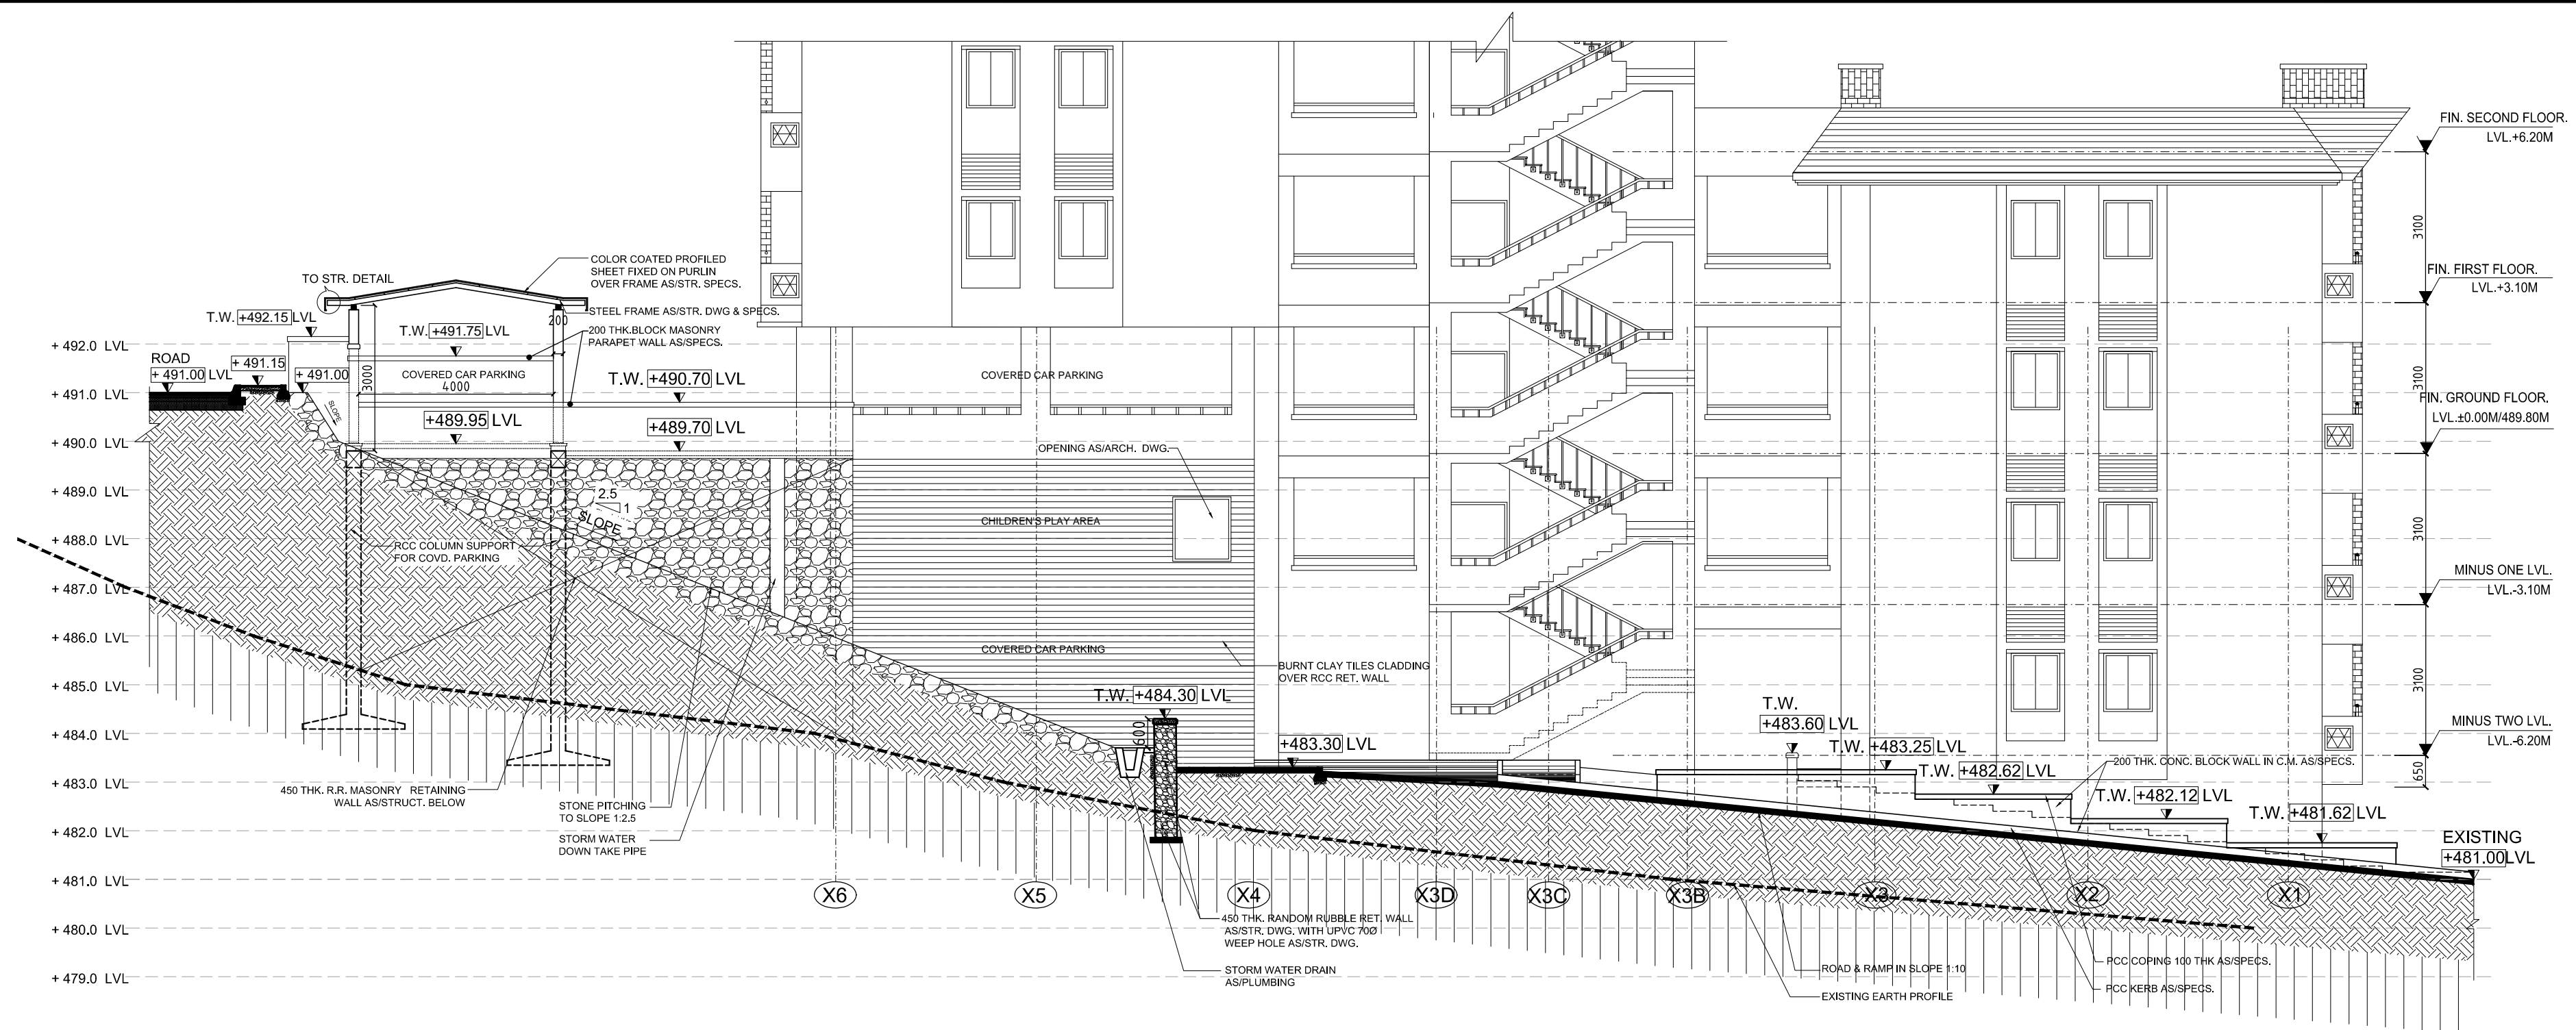 FIN. SECOND FLOOR.
LVL.+6.20M
3100
FIN. FIRST FLOOR.
LVL.+3.10M
3100
FIN. GROUND FLOOR.
LVL.±0.00M/489.80M
3100
MINUS ONE LVL.
LVL.-3.10M
3100
MINUS TWO LVL.
LVL.-6.20M
650
COLOR COATED PROFILED
SHEET FIXED ON PURLIN
OVER FRAME AS/STR. SPECS.
TO STR. DETAIL
STEEL FRAME AS/STR. DWG & SPECS.
200
200 THK.BLOCK MASONRY
PARAPET WALL AS/SPECS.
T.W. +492.15 LVL
T.W. +491.75 LVL
ROAD
+ 491.00 LVL
+ 491.15
+ 491.00
SLOPE
3000
COVERED CAR PARKING
4000
T.W. +490.70 LVL
+489.95 LVL
+489.70 LVL
COVERED CAR PARKING
OPENING AS/ARCH. DWG.
2.5
1
SLOPE
CHILDREN'S PLAY AREA
RCC COLUMN SUPPORT
FOR COVD. PARKING
COVERED CAR PARKING
BURNT CLAY TILES CLADDING
OVER RCC RET. WALL
T.W. +484.30 LVL
600
+483.30 LVL
T.W.
+483.60 LVL
T.W. +483.25 LVL
T.W. +482.62 LVL
200 THK. CONC. BLOCK WALL IN C.M. AS/SPECS.
T.W. +482.12 LVL
T.W. +481.62 LVL
EXISTING
+481.00 LVL
450 THK. R.R. MASONRY RETAINING
WALL AS/STRUCT. BELOW
STONE PITCHING
TO SLOPE 1:2.5
STORM WATER
DOWN TAKE PIPE
X6
X5
X4
X3D
X3C
X3B
X3
X2
X1
450 THK. RANDOM RUBBLE RET. WALL
AS/STR. DWG. WITH UPVC 70Ø
WEEP HOLE AS/STR. DWG.
STORM WATER DRAIN
AS/PLUMBING
ROAD & RAMP IN SLOPE 1:10
EXISTING EARTH PROFILE
PCC COPING 100 THK AS/SPECS.
PCC KERB AS/SPECS.
+ 492.0 LVL
+ 491.0 LVL
+ 490.0 LVL
+ 489.0 LVL
+ 488.0 LVL
+ 487.0 LVL
+ 486.0 LVL
+ 485.0 LVL
+ 484.0 LVL
+ 483.0 LVL
+ 482.0 LVL
+ 481.0 LVL
+ 480.0 LVL
+ 479.0 LVL